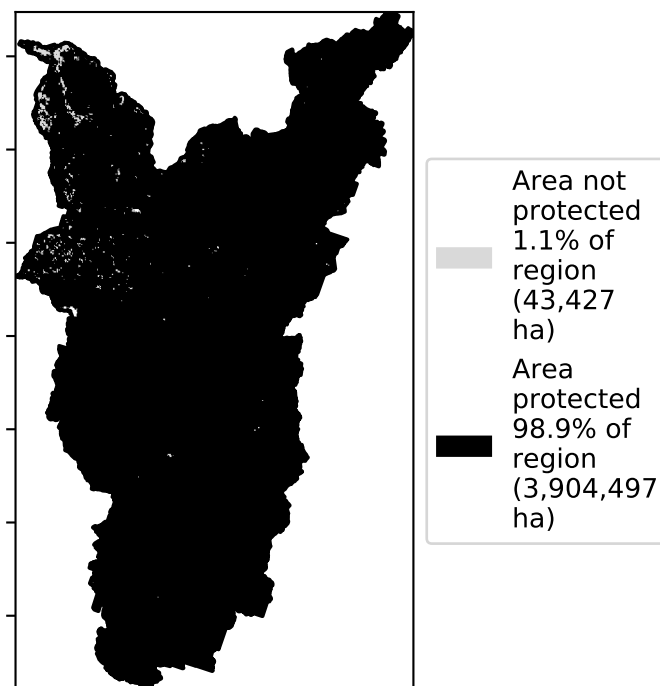 Area not
protected
1.1% of
region
(43,427
ha)
Area
protected
98.9% of
region
(3,904,497
ha)